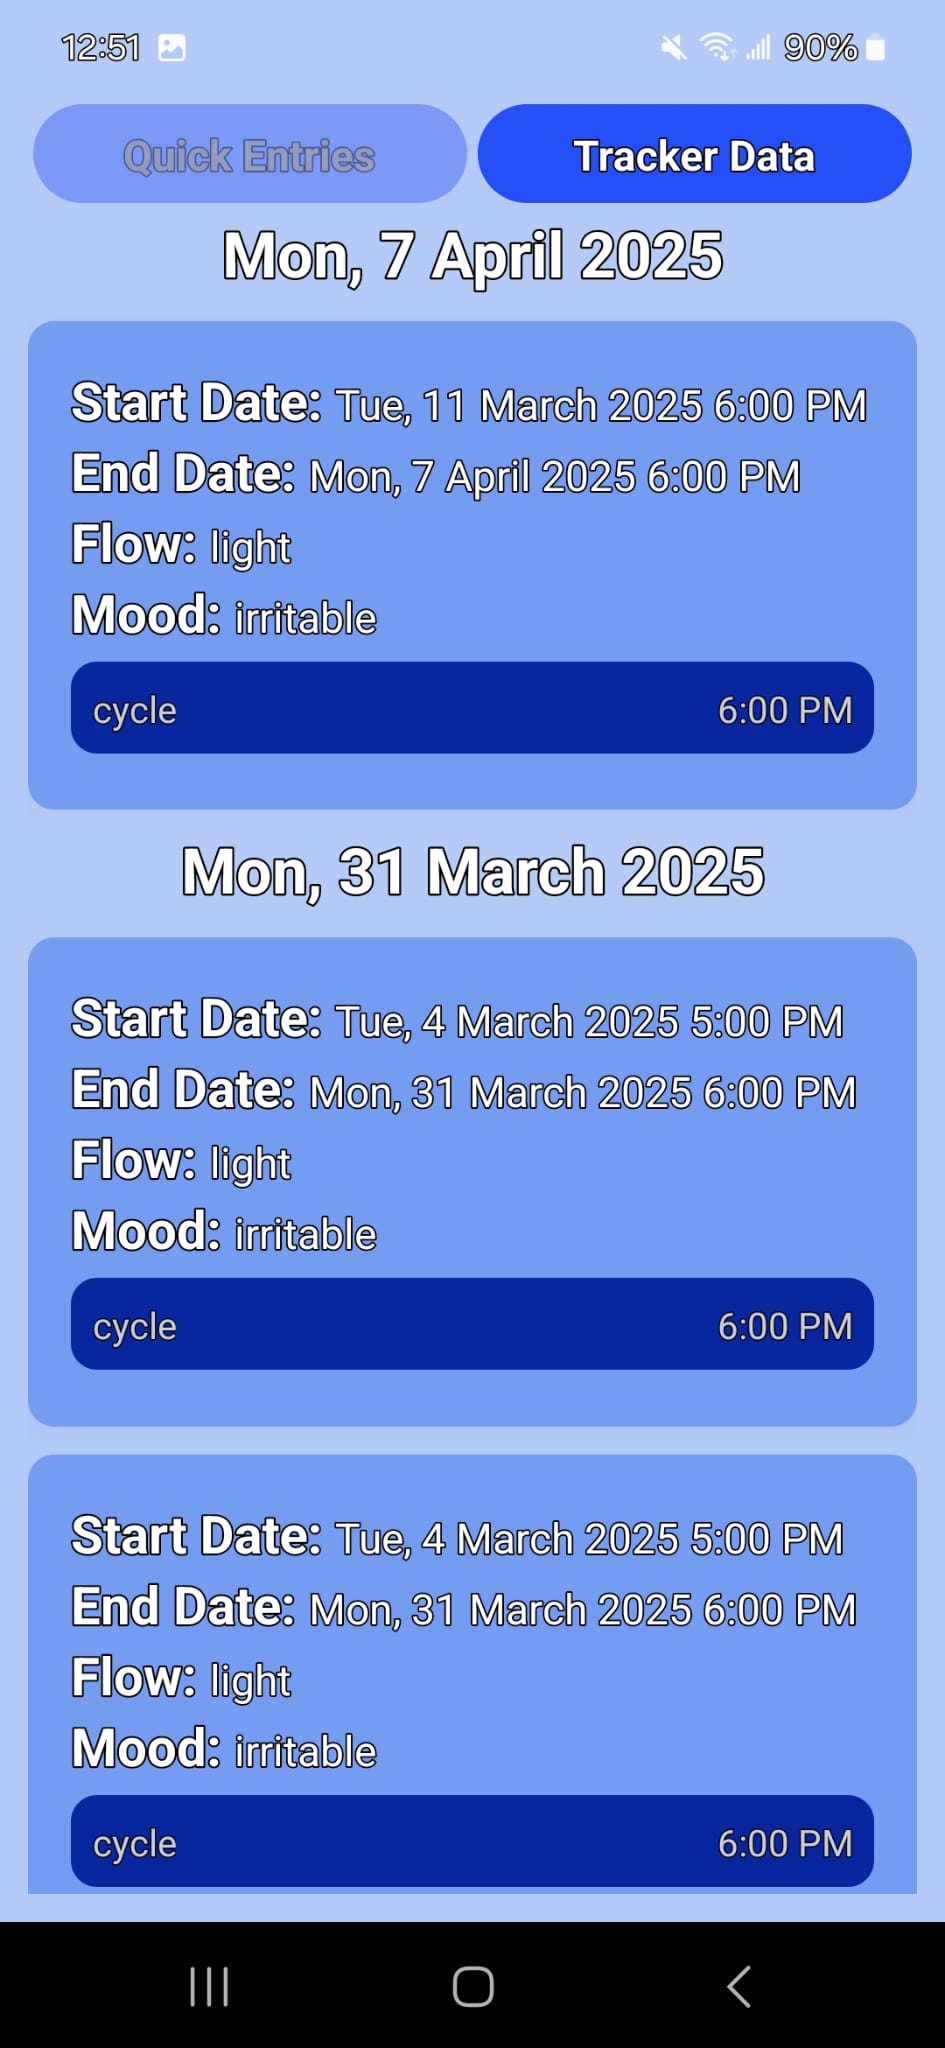 12:51 90%
Quick Entries Tracker Data
Mon, 7 April 2025
Start Date: Tue, 11 March 2025 6:00 PM
End Date: Mon, 7 April 2025 6:00 PM
Flow: light
Mood: irritable
cycle 6:00 PM
Mon, 31 March 2025
Start Date: Tue, 4 March 2025 5:00 PM
End Date: Mon, 31 March 2025 6:00 PM
Flow: light
Mood: irritable
cycle 6:00 PM
Start Date: Tue, 4 March 2025 5:00 PM
End Date: Mon, 31 March 2025 6:00 PM
Flow: light
Mood: irritable
cycle 6:00 PM